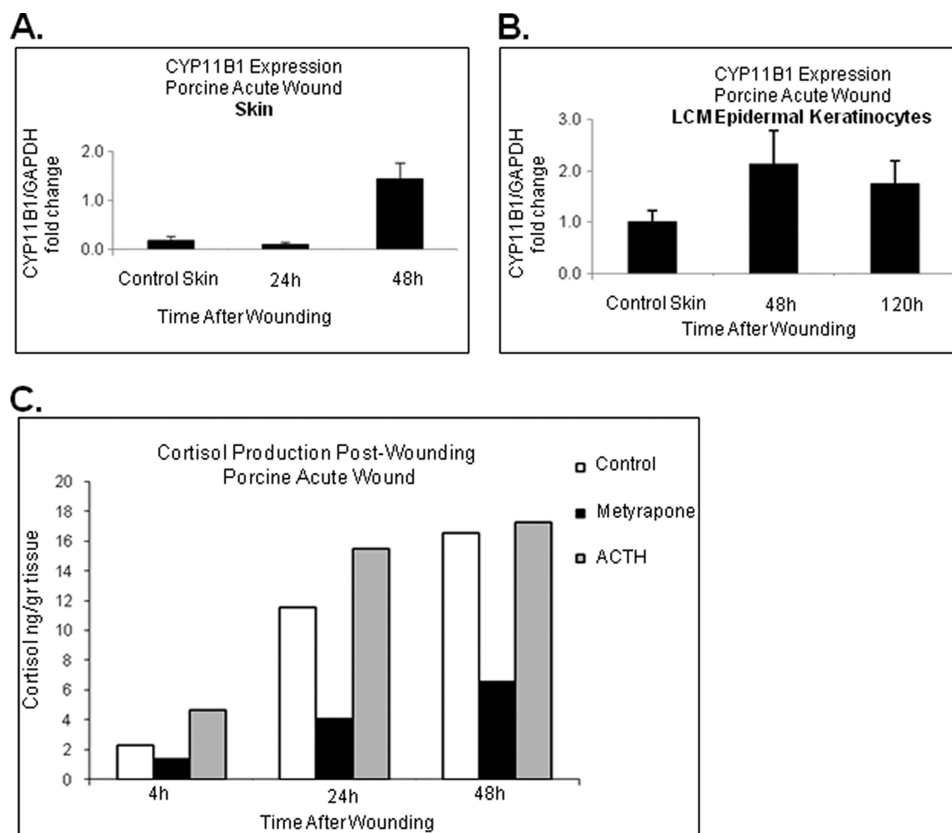 A.
CYP11B1 Expression
Porcine Acute Wound
Skin
CYP11B1/GAPDH
fold change
2.0
1.0
0.0
Control Skin 24h 48h
Time After Wounding
B.
CYP11B1 Expression
Porcine Acute Wound
LCM Epidermal Keratinocytes
CYP11B1/GAPDH
fold change
3.0
2.0
1.0
0.0
Control Skin 48h 120h
Time After Wounding
C.
Cortisol Production Post-Wounding
Porcine Acute Wound
Control
Metyrapone
ACTH
Cortisol ng/gr tissue
20
18
16
14
12
10
8
6
4
2
0
4h 24h 48h
Time After Wounding